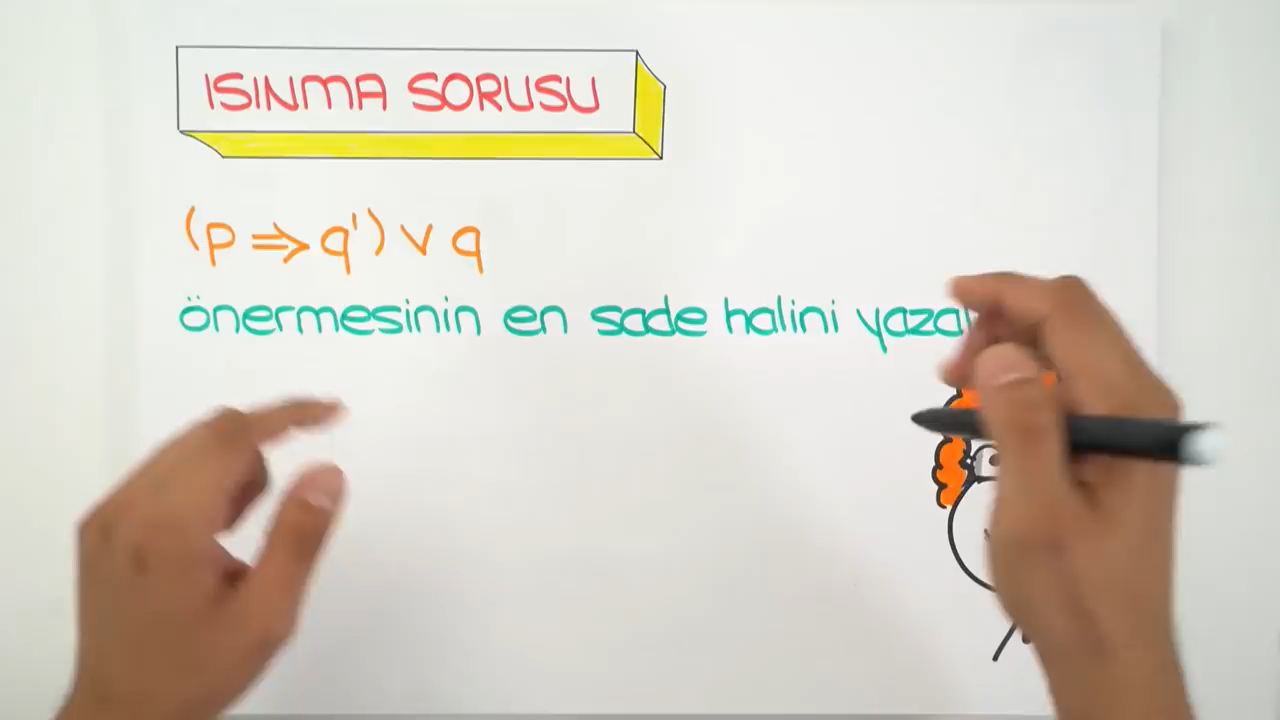 ISINMA SORUSU
(p ⇒ q') ∨ q
önermesinin en sade halini